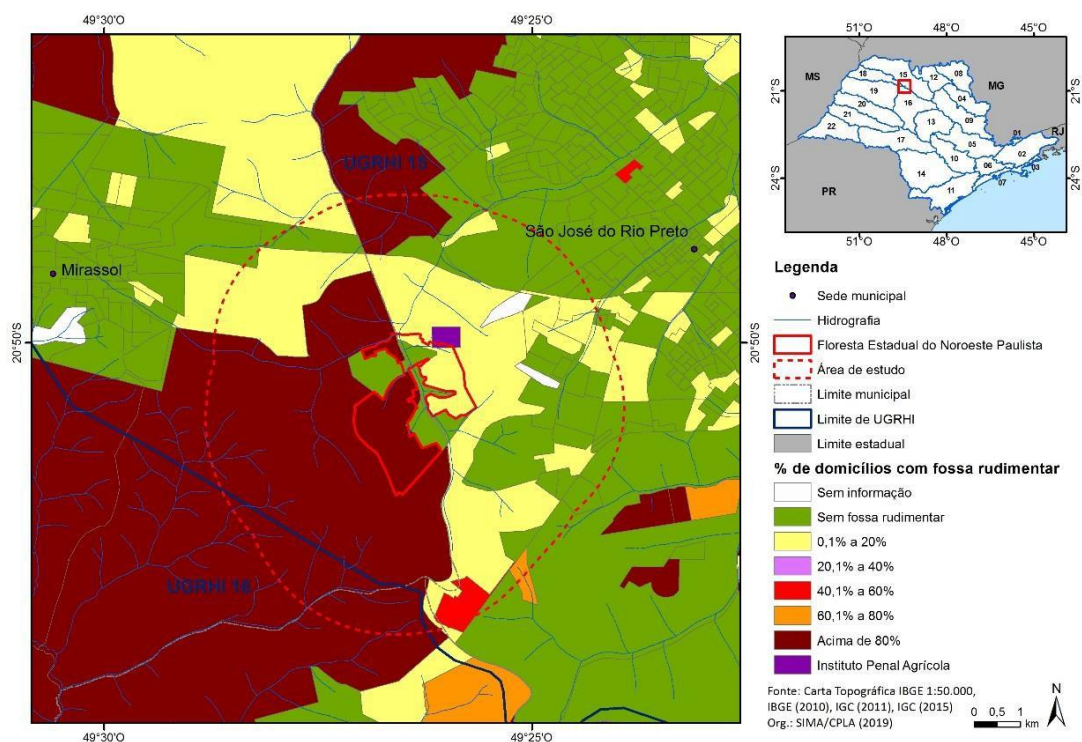 49°30'O
49°25'O
20°50'S
20°50'S
49°30'O
49°25'O
UGRHI 15
São José do Rio Preto
Mirassol
UGRHI 16
51°O
48°O
45°O
21°S
24°S
21°S
24°S
51°O
48°O
45°O
MS
MG
RJ
PR
18
15
12
08
19
16
04
20
21
13
09
22
17
05
01
02
10
06
03
14
07
11
Legenda
Sede municipal
Hidrografia
Floresta Estadual do Noroeste Paulista
Área de estudo
Limite municipal
Limite de UGRHI
Limite estadual
% de domicílios com fossa rudimentar
Sem informação
Sem fossa rudimentar
0,1% a 20%
20,1% a 40%
40,1% a 60%
60,1% a 80%
Acima de 80%
Instituto Penal Agrícola
Fonte: Carta Topográfica IBGE 1:50.000,
IBGE (2010), IGC (2011), IGC (2015)
Org.: SIMA/CPLA (2019)
N
0 0,5 1
km